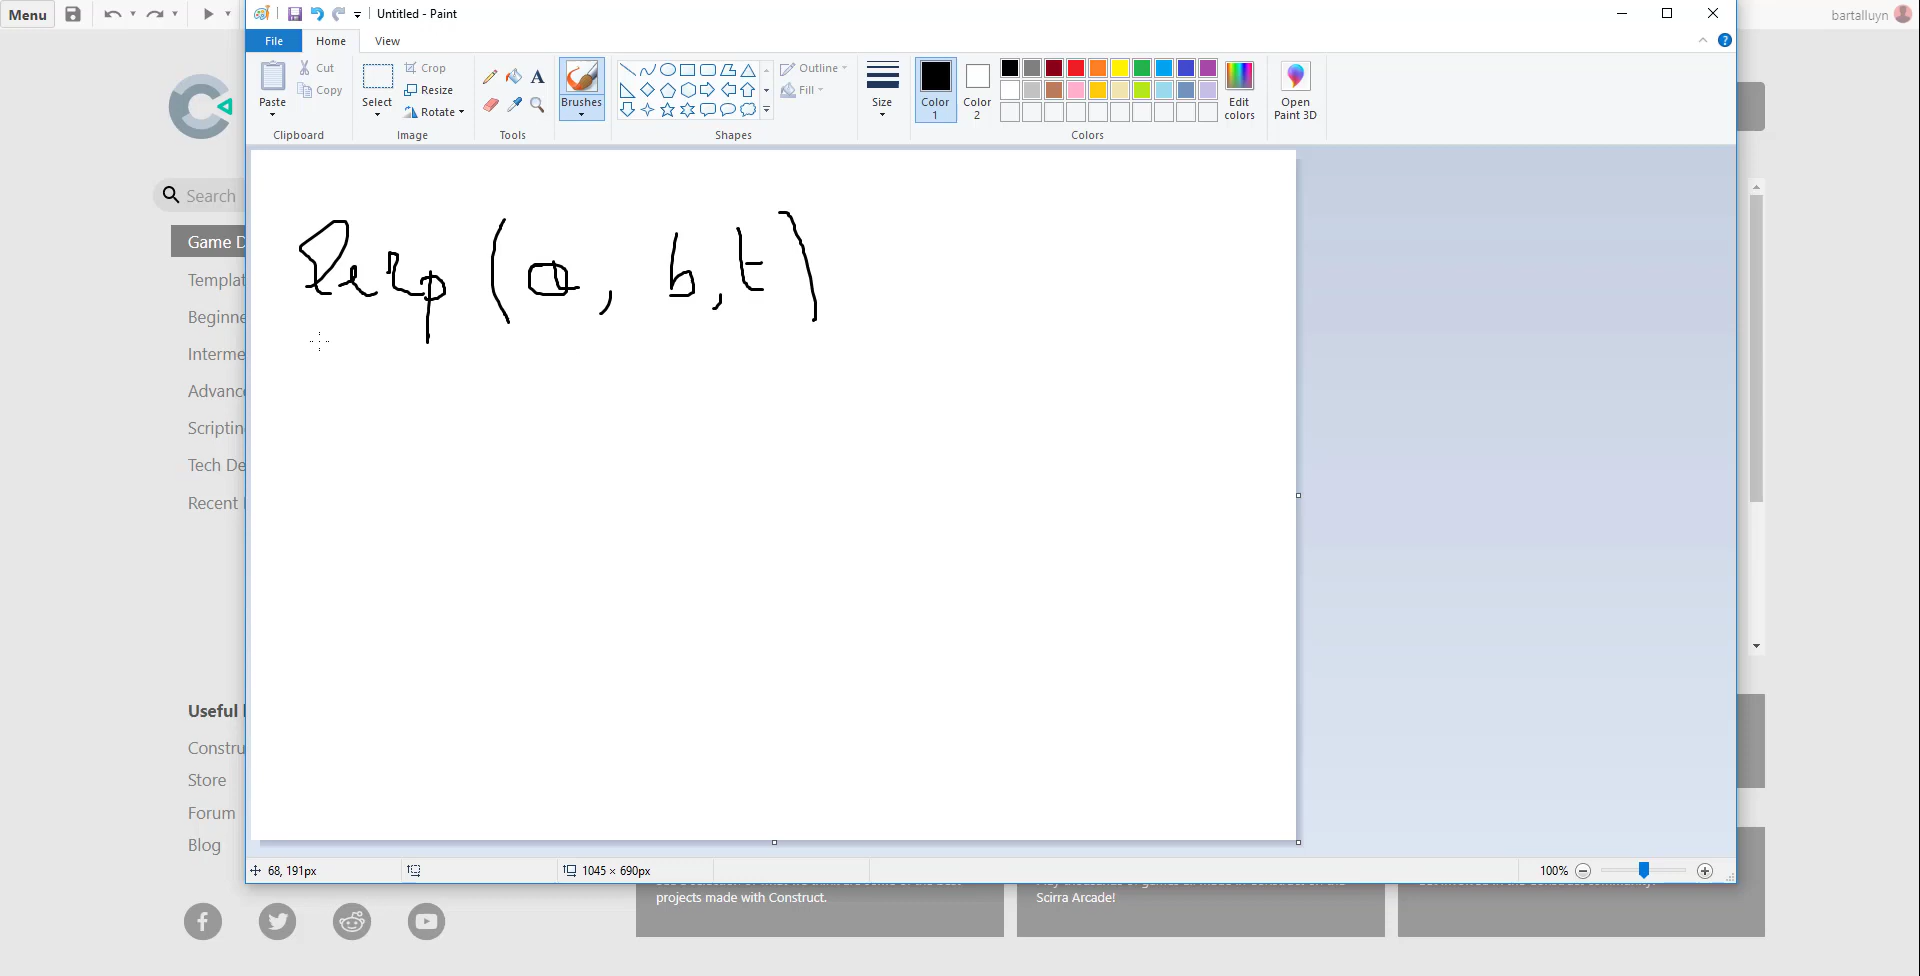 Menu
Untitled - Paint
bartalluyn
File Home View
Paste
Cut
Copy
Clipboard
Select
Crop
Resize
Rotate
Image
Tools
Brushes
Shapes
Outline
Fill
Size
Color 1
Color 2
Edit colors
Colors
Open Paint 3D
Search
Game D
Templat
Beginne
Interme
Advanc
Scriptin
Tech De
Recent
lerp (a, b, t)
Useful
Constru
Store
Forum
Blog
68, 191px
1045 × 690px
100%
projects made with Construct.
Scirra Arcade!